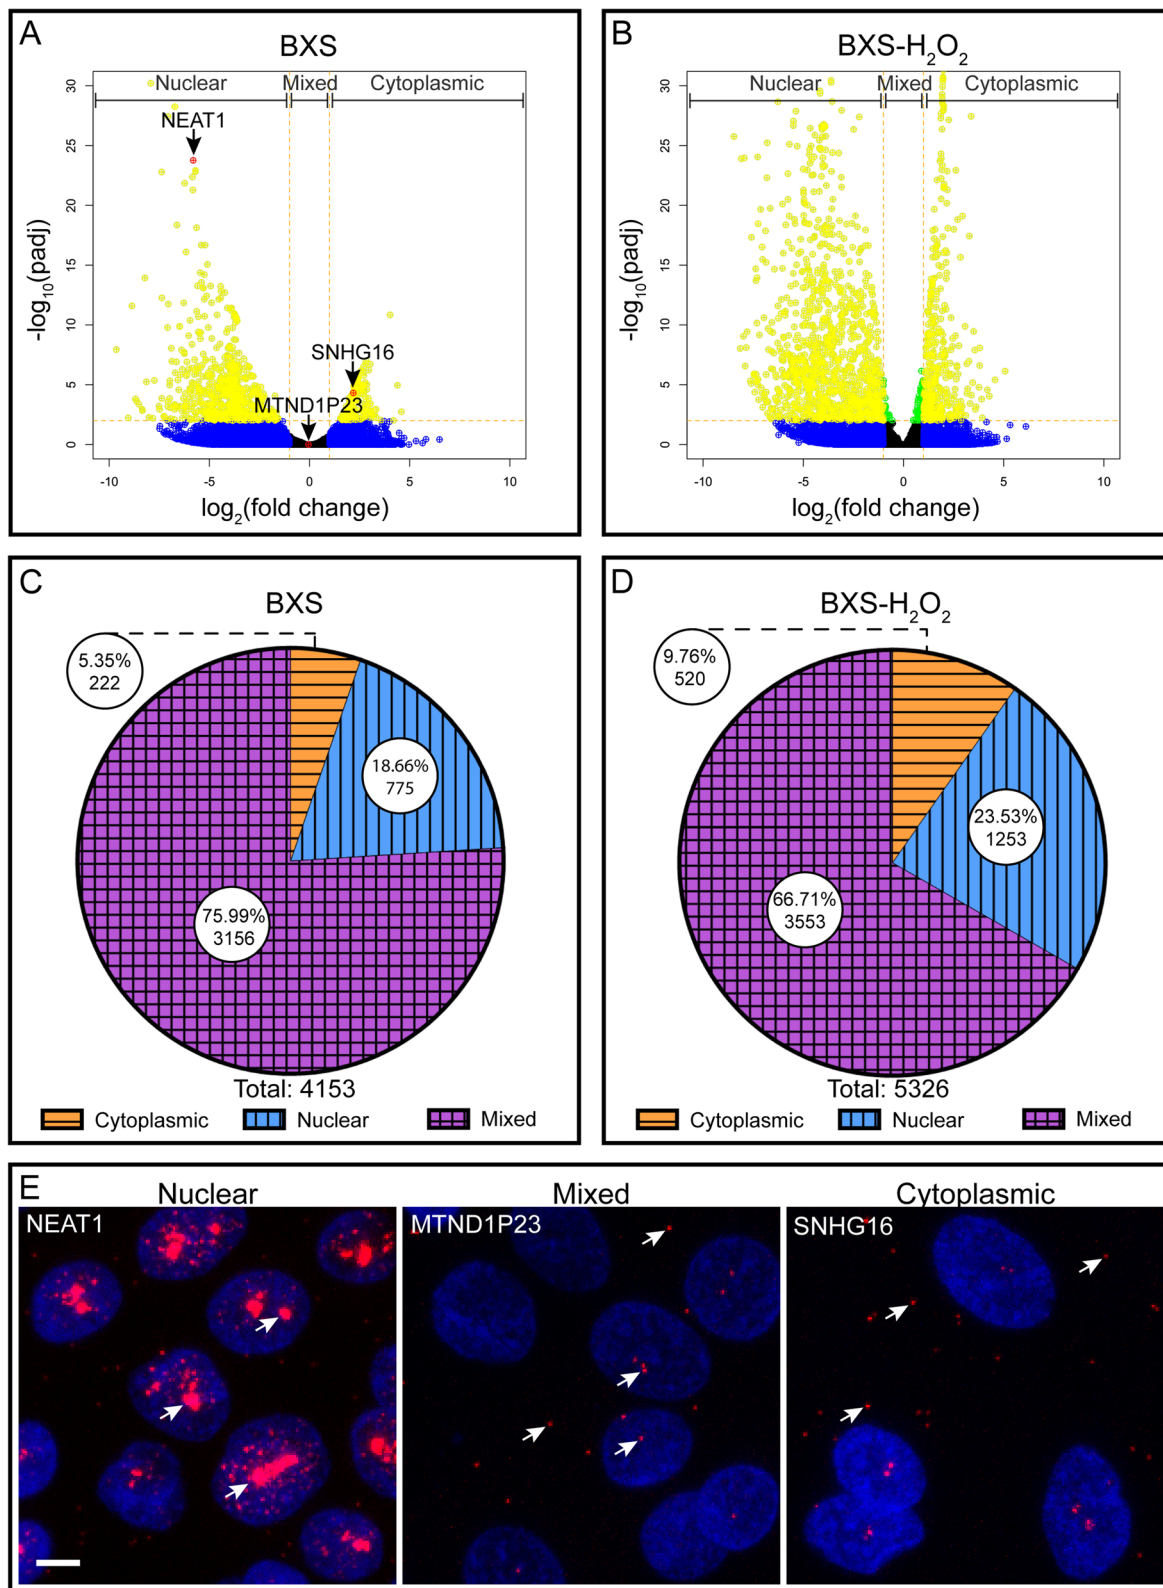 A
BXS
Nuclear Mixed Cytoplasmic
NEAT1
SNHG16
MTND1P23
30
25
20
15
10
5
0
-log10(padj)
-10 -5 0 5 10
log2(fold change)
B
BXS-H2O2
Nuclear Mixed Cytoplasmic
30
25
20
15
10
5
0
-log10(padj)
-10 -5 0 5 10
log2(fold change)
C
BXS
5.35%
222
18.66%
775
75.99%
3156
Total: 4153
Cytoplasmic Nuclear Mixed
D
BXS-H2O2
9.76%
520
23.53%
1253
66.71%
3553
Total: 5326
Cytoplasmic Nuclear Mixed
E
Nuclear Mixed Cytoplasmic
NEAT1 MTND1P23 SNHG16